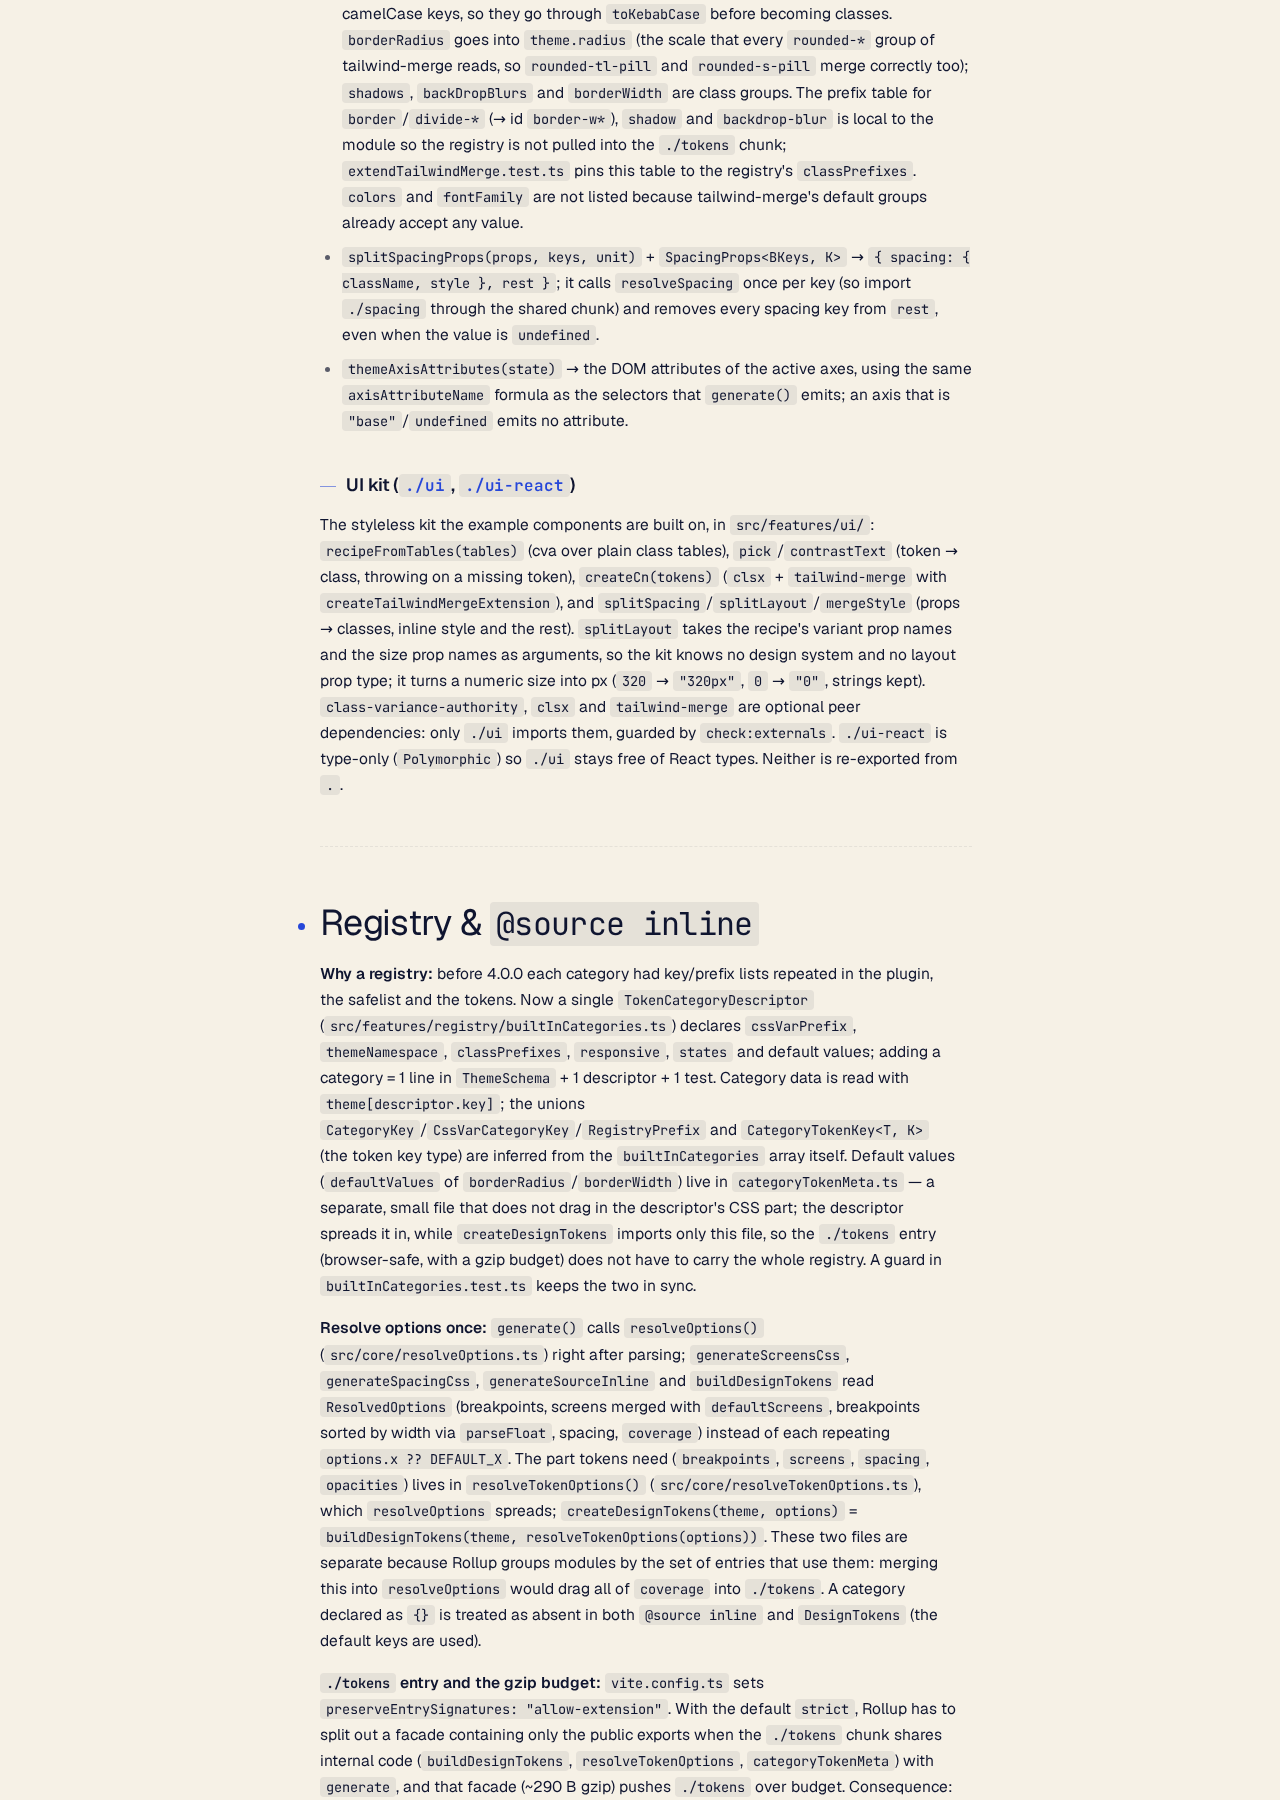 camelCase keys, so they go through toKebabCase before becoming classes.
borderRadius goes into theme.radius (the scale that every rounded-* group of
tailwind-merge reads, so rounded-tl-pill and rounded-s-pill merge correctly too);
shadows, backDropBlurs and borderWidth are class groups. The prefix table for
border/divide-* (→ id border-w*), shadow and backdrop-blur is local to the
module so the registry is not pulled into the ./tokens chunk;
extendTailwindMerge.test.ts pins this table to the registry's classPrefixes.
colors and fontFamily are not listed because tailwind-merge's default groups
already accept any value.
• splitSpacingProps(props, keys, unit) + SpacingProps<BKeys, K> → { spacing: {
className, style }, rest }; it calls resolveSpacing once per key (so import
./spacing through the shared chunk) and removes every spacing key from rest,
even when the value is undefined.
• themeAxisAttributes(state) → the DOM attributes of the active axes, using the same
axisAttributeName formula as the selectors that generate() emits; an axis that is
"base"/undefined emits no attribute.
— UI kit (./ui, ./ui-react)
The styleless kit the example components are built on, in src/features/ui/:
recipeFromTables(tables) (cva over plain class tables), pick/contrastText (token →
class, throwing on a missing token), createCn(tokens) (clsx + tailwind-merge with
createTailwindMergeExtension), and splitSpacing/splitLayout/mergeStyle (props
→ classes, inline style and the rest). splitLayout takes the recipe's variant prop names
and the size prop names as arguments, so the kit knows no design system and no layout
prop type; it turns a numeric size into px (320 → "320px", 0 → "0", strings kept).
class-variance-authority, clsx and tailwind-merge are optional peer
dependencies: only ./ui imports them, guarded by check:externals. ./ui-react is
type-only (Polymorphic) so ./ui stays free of React types. Neither is re-exported from
..
Registry & @source inline
Why a registry: before 4.0.0 each category had key/prefix lists repeated in the plugin,
the safelist and the tokens. Now a single TokenCategoryDescriptor
(src/features/registry/builtInCategories.ts) declares cssVarPrefix,
themeNamespace, classPrefixes, responsive, states and default values; adding a
category = 1 line in ThemeSchema + 1 descriptor + 1 test. Category data is read with
theme[descriptor.key]; the unions
CategoryKey/CssVarCategoryKey/RegistryPrefix and CategoryTokenKey<T, K>
(the token key type) are inferred from the builtInCategories array itself. Default values
(defaultValues of borderRadius/borderWidth) live in categoryTokenMeta.ts — a
separate, small file that does not drag in the descriptor's CSS part; the descriptor
spreads it in, while createDesignTokens imports only this file, so the ./tokens entry
(browser-safe, with a gzip budget) does not have to carry the whole registry. A guard in
builtInCategories.test.ts keeps the two in sync.
Resolve options once: generate() calls resolveOptions()
(src/core/resolveOptions.ts) right after parsing; generateScreensCss,
generateSpacingCss, generateSourceInline and buildDesignTokens read
ResolvedOptions (breakpoints, screens merged with defaultScreens, breakpoints
sorted by width via parseFloat, spacing, coverage) instead of each repeating
options.x ?? DEFAULT_X. The part tokens need (breakpoints, screens, spacing,
opacities) lives in resolveTokenOptions() (src/core/resolveTokenOptions.ts),
which resolveOptions spreads; createDesignTokens(theme, options) =
buildDesignTokens(theme, resolveTokenOptions(options)). These two files are
separate because Rollup groups modules by the set of entries that use them: merging
this into resolveOptions would drag all of coverage into ./tokens. A category
declared as {} is treated as absent in both @source inline and DesignTokens (the
default keys are used).
./tokens entry and the gzip budget: vite.config.ts sets
preserveEntrySignatures: "allow-extension". With the default strict, Rollup has to
split out a facade containing only the public exports when the ./tokens chunk shares
internal code (buildDesignTokens, resolveTokenOptions, categoryTokenMeta) with
generate, and that facade (~290 B gzip) pushes ./tokens over budget. Consequence: